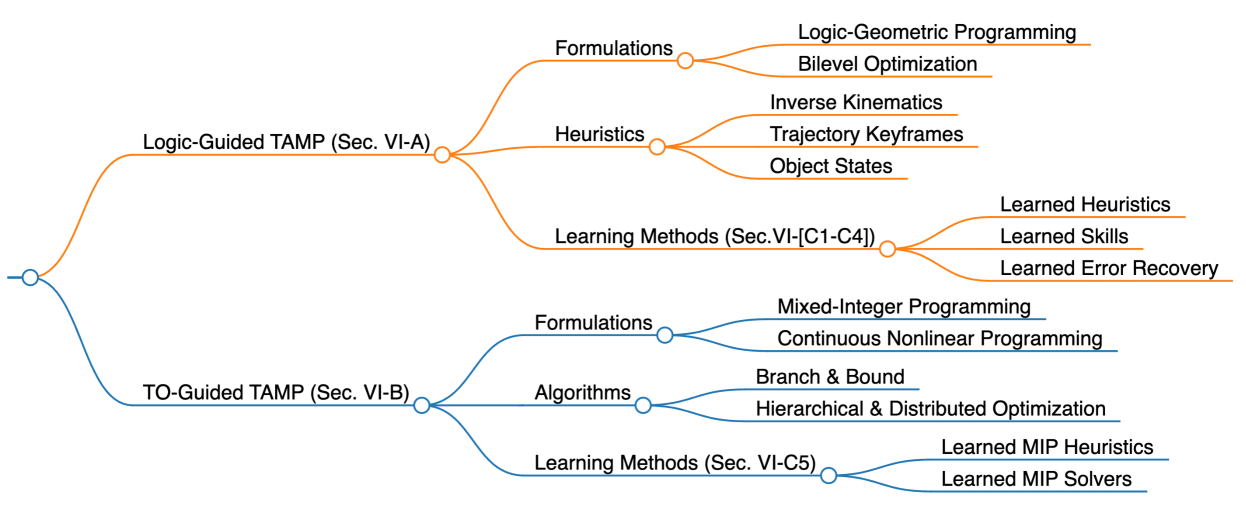 Logic-Guided TAMP (Sec. VI-A)
Formulations
Logic-Geometric Programming
Bilevel Optimization
Heuristics
Inverse Kinematics
Trajectory Keyframes
Object States
Learning Methods (Sec.VI-[C1-C4])
Learned Heuristics
Learned Skills
Learned Error Recovery
TO-Guided TAMP (Sec. VI-B)
Formulations
Mixed-Integer Programming
Continuous Nonlinear Programming
Algorithms
Branch & Bound
Hierarchical & Distributed Optimization
Learning Methods (Sec. VI-C5)
Learned MIP Heuristics
Learned MIP Solvers